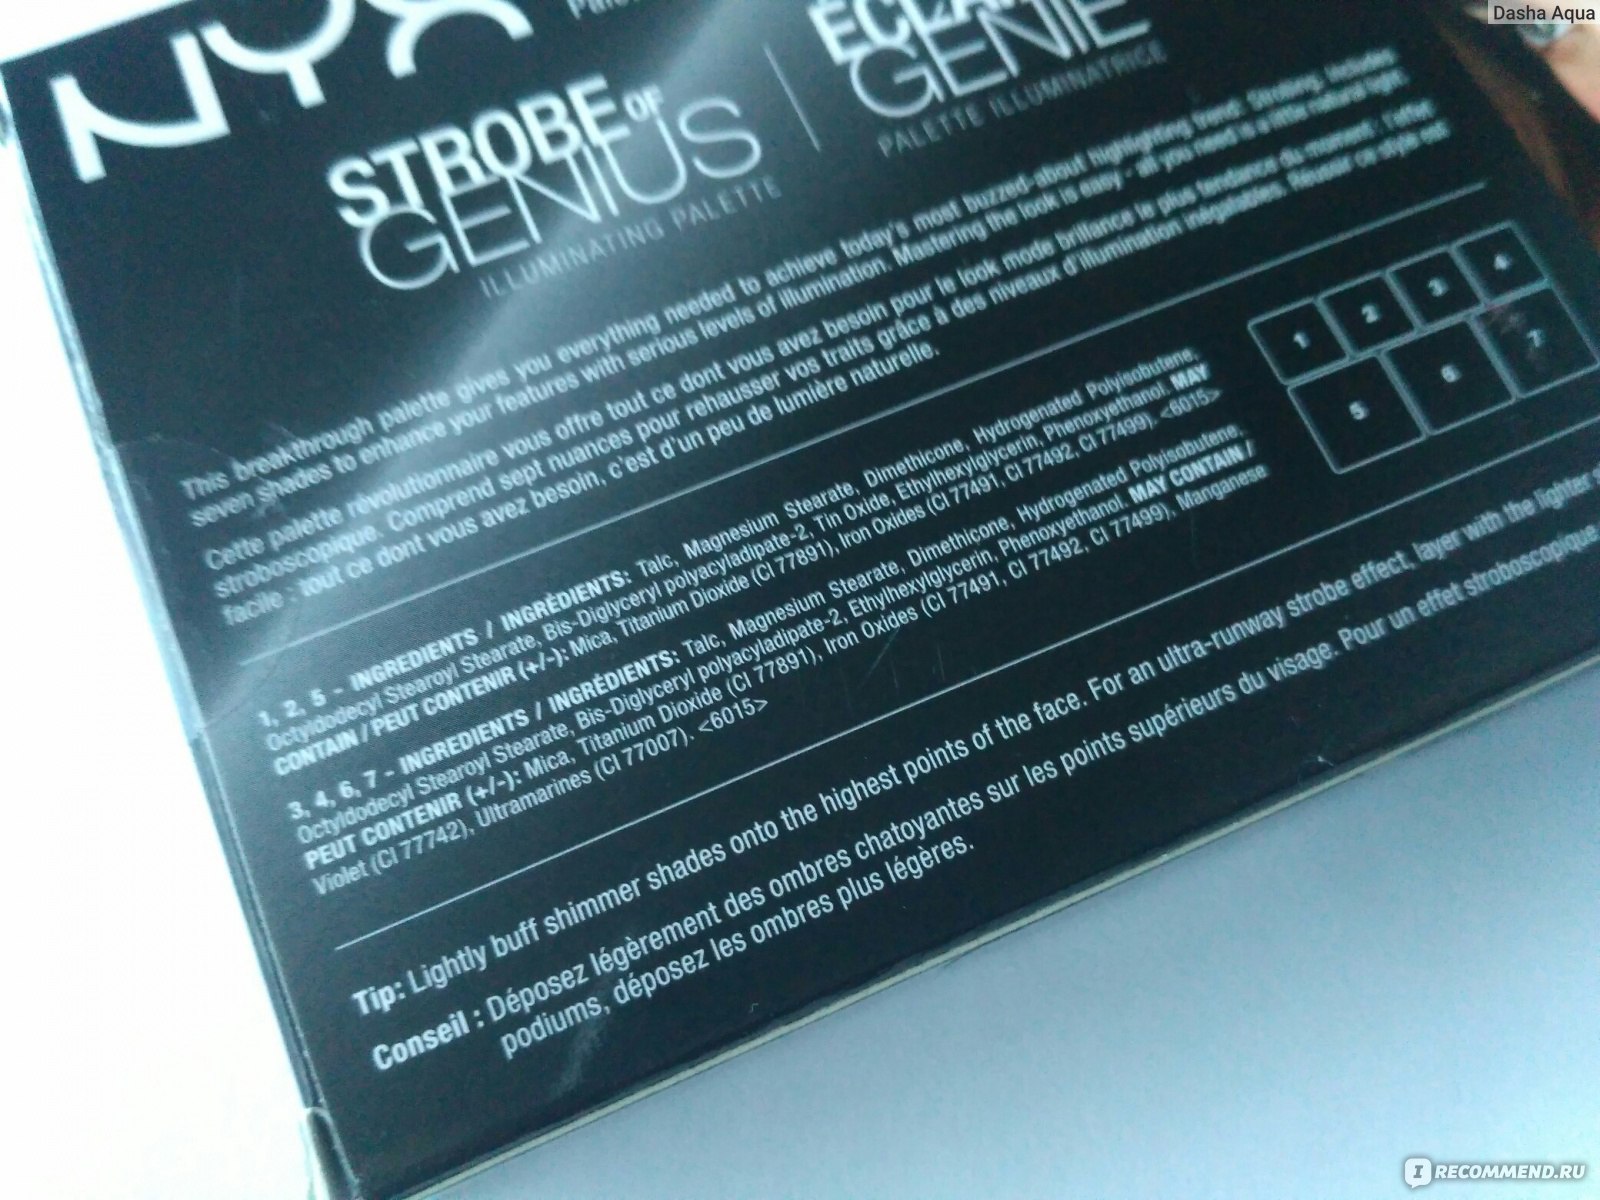 Dasha Aqua
NYX
STROBE OF
GENIUS
ILLUMINATING PALETTE
GENIE
PALETTE ILLUMINATRICE
This breakthrough palette gives you everything needed to achieve today's most buzzed-about highlighting trend: Strobing. Includes
seven shades to enhance your features with serious levels of illumination. Mastering the look is easy - all you need is a little natural light.
Cette palette révolutionnaire vous offre tout ce dont vous avez besoin pour le look mode brillance le plus tendance du moment : l'effet
stroboscopique. Comprend sept nuances pour rehausser vos traits grâce à des niveaux d'illumination inégalables. Réussir ce style est
facile : tout ce dont vous avez besoin, c'est d'un peu de lumière naturelle.
1 2 3 4
5 6 7
1, 2, 5 - INGREDIENTS / INGRÉDIENTS: Talc, Magnesium Stearate, Dimethicone, Hydrogenated Polyisobutene,
Octyldodecyl Stearoyl Stearate, Bis-Diglyceryl polyacyladipate-2, Tin Oxide, Ethylhexylglycerin, Phenoxyethanol. MAY
CONTAIN / PEUT CONTENIR (+/-): Mica, Titanium Dioxide (CI 77891), Iron Oxides (CI 77491, CI 77492, CI 77499). <6015>
3, 4, 6, 7 - INGREDIENTS / INGRÉDIENTS: Talc, Magnesium Stearate, Dimethicone, Hydrogenated Polyisobutene,
Octyldodecyl Stearoyl Stearate, Bis-Diglyceryl polyacyladipate-2, Ethylhexylglycerin, Phenoxyethanol. MAY CONTAIN /
PEUT CONTENIR (+/-): Mica, Titanium Dioxide (CI 77891), Iron Oxides (CI 77491, CI 77492, CI 77499), Manganese
Violet (CI 77742), Ultramarines (CI 77007). <6015>
Tip: Lightly buff shimmer shades onto the highest points of the face. For an ultra-runway strobe effect, layer with the lighter
Conseil : Déposez légèrement des ombres chatoyantes sur les points supérieurs du visage. Pour un effet stroboscopique
podiums, déposez les ombres plus légères.
IRECOMMEND.RU